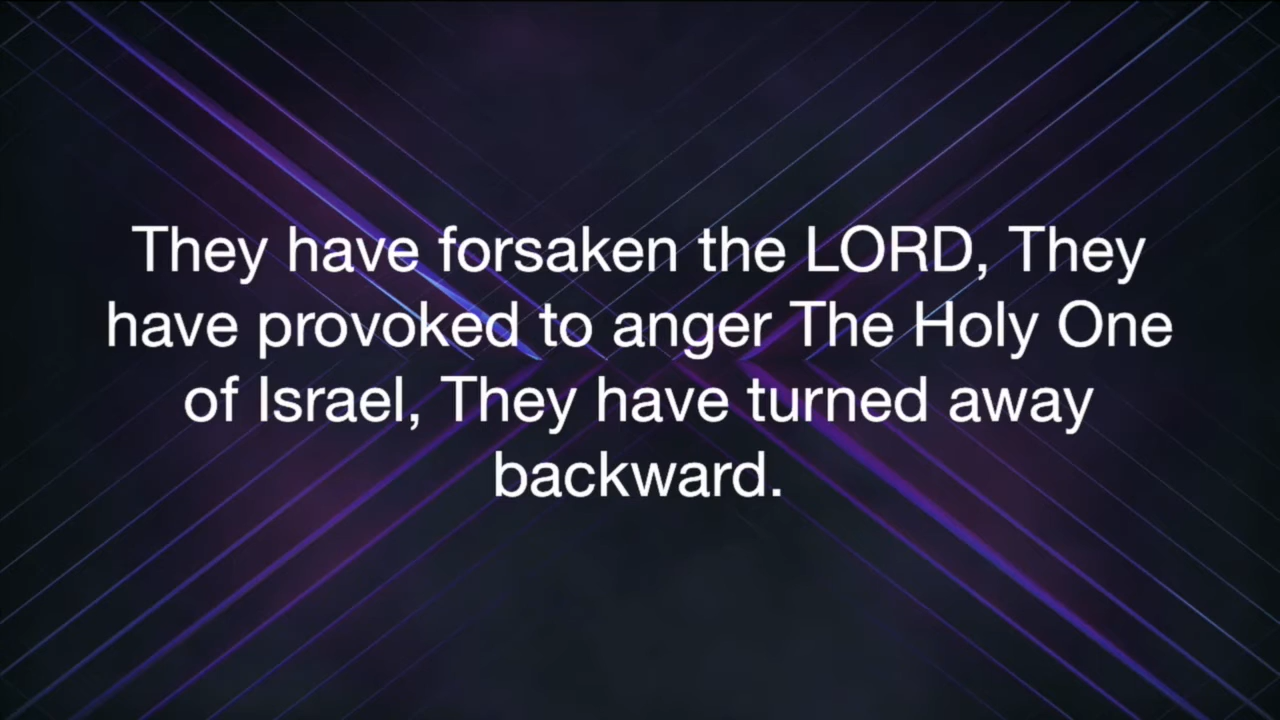 They have forsaken the LORD, They
have provoked to anger The Holy One
of Israel, They have turned away
backward.